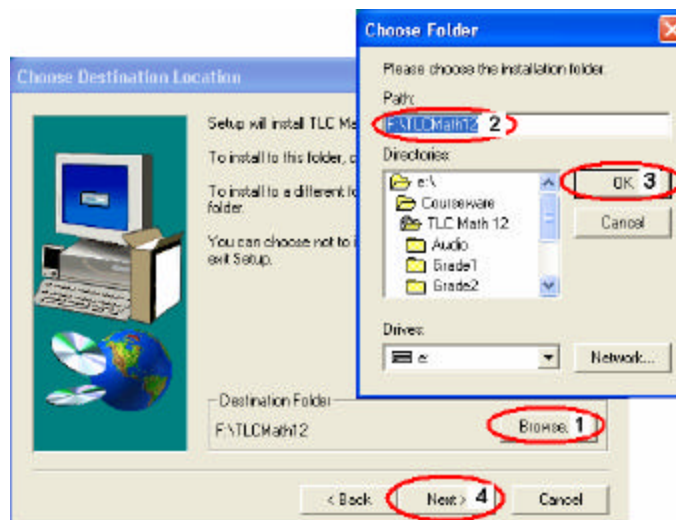 Choose Folder
Please choose the installation folder.
Path:
F:\TLCMath12 2
Directories:
e:\
Courseware
TLC Math 12
Audio
Grade1
Grade2
OK 3
Cancel
Drives:
e:
Network...
Choose Destination Location
Setup will install TLC Ma
To install to this folder, c
To install to a different fo
folder.
You can choose not to i
exit Setup.
Destination Folder
F:\TLCMath12
Browse. 1
< Back
Next > 4
Cancel